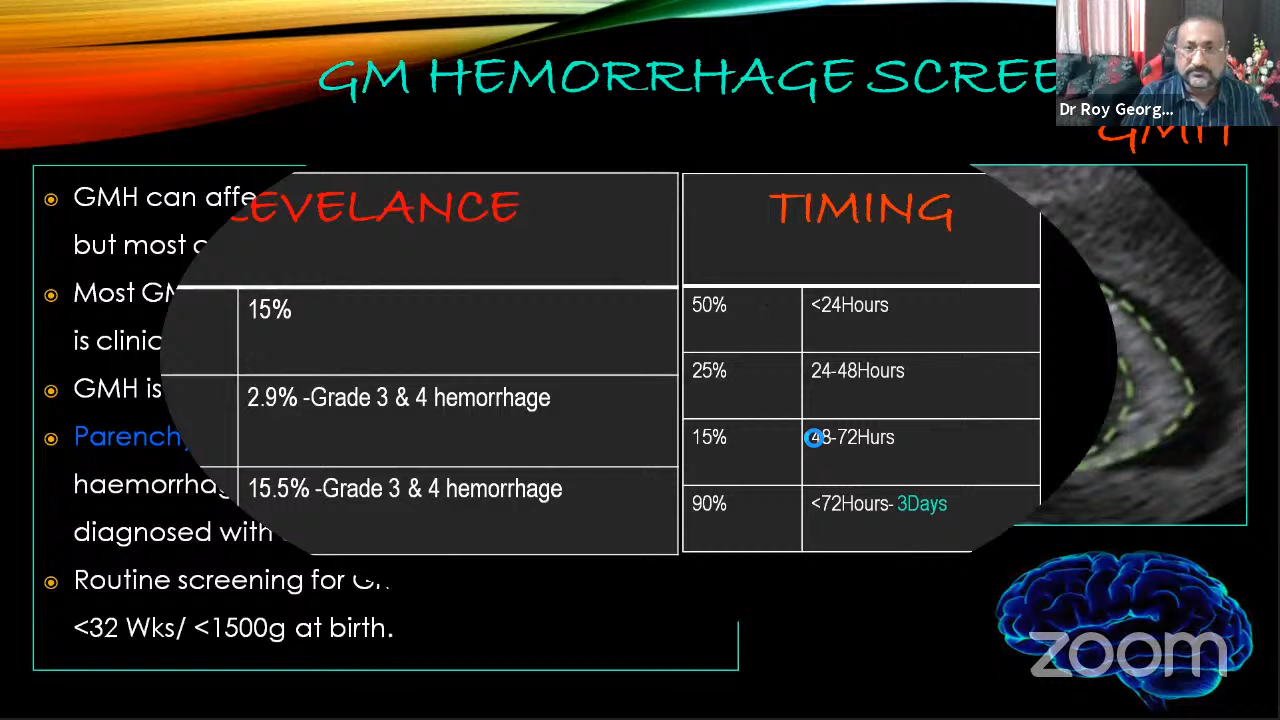 GM HEMORRHAGE SCREE
GMH
Dr Roy Georg...
GMH can affe
but most
Most GM
is clinic
GMH is
Parenchy
haemorrhag
diagnosed with
Routine screening for
<32 Wks/ <1500g at birth.
EVELANCE
15%
2.9% -Grade 3 & 4 hemorrhage
15.5% -Grade 3 & 4 hemorrhage
TIMING
50% <24Hours
25% 24-48Hours
15% 48-72Hurs
90% <72Hours- 3Days
zoom